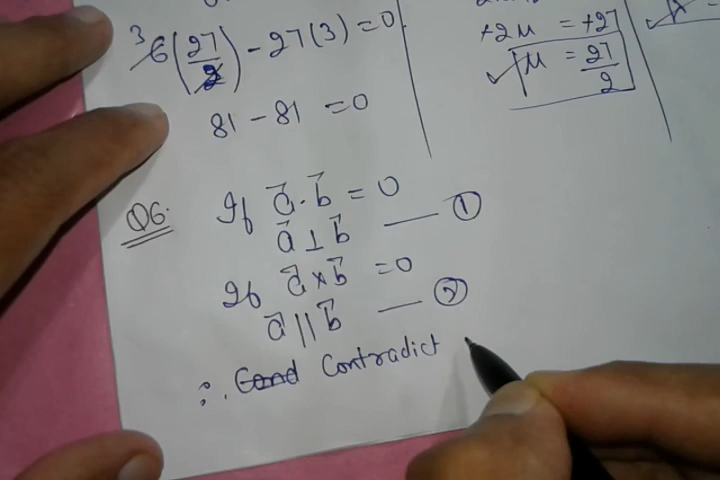 6(27/2) - 27(3) = 0
3
81 - 81 = 0
+2μ = +27
μ = 27/2
Q6. If a⃗·b⃗ = 0
a⃗ ⊥ b⃗ — ①
If a⃗ × b⃗ = 0
a⃗ || b⃗ — ②
∴ Contradict